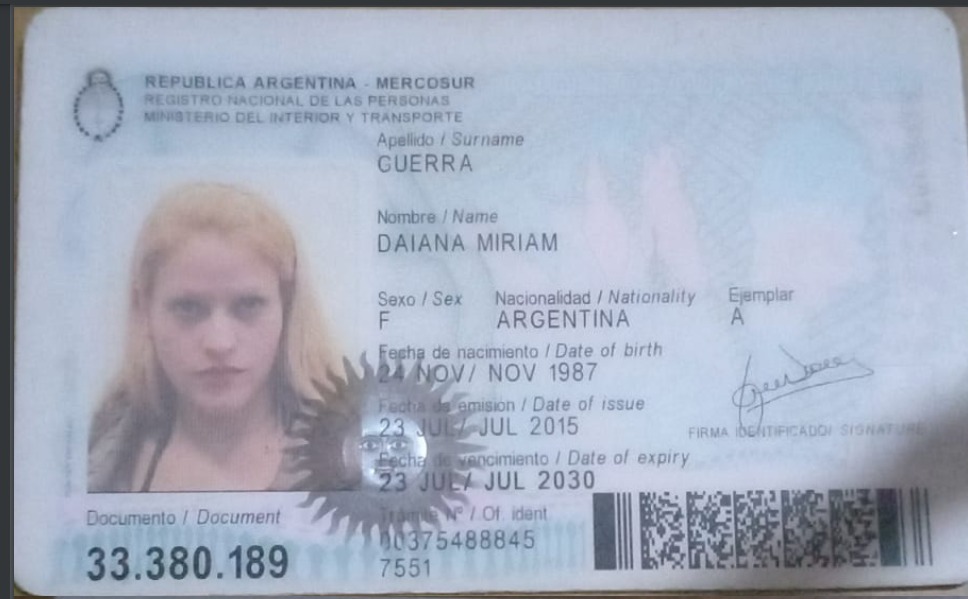 REPUBLICA ARGENTINA - MERCOSUR
REGISTRO NACIONAL DE LAS PERSONAS
MINISTERIO DEL INTERIOR Y TRANSPORTE
Apellido / Surname
GUERRA
Nombre / Name
DAIANA MIRIAM
Sexo / Sex Nacionalidad / Nationality Ejemplar
F ARGENTINA A
Fecha de nacimiento / Date of birth
24 NOV/ NOV 1987
Fecha de emisión / Date of issue
23 JUL/ JUL 2015
FIRMA IDENTIFICADO/ SIGNATURE
Fecha de vencimiento / Date of expiry
23 JUL/ JUL 2030
Documento / Document
33.380.189
Trámite N° / Of. ident
00375488845
7551